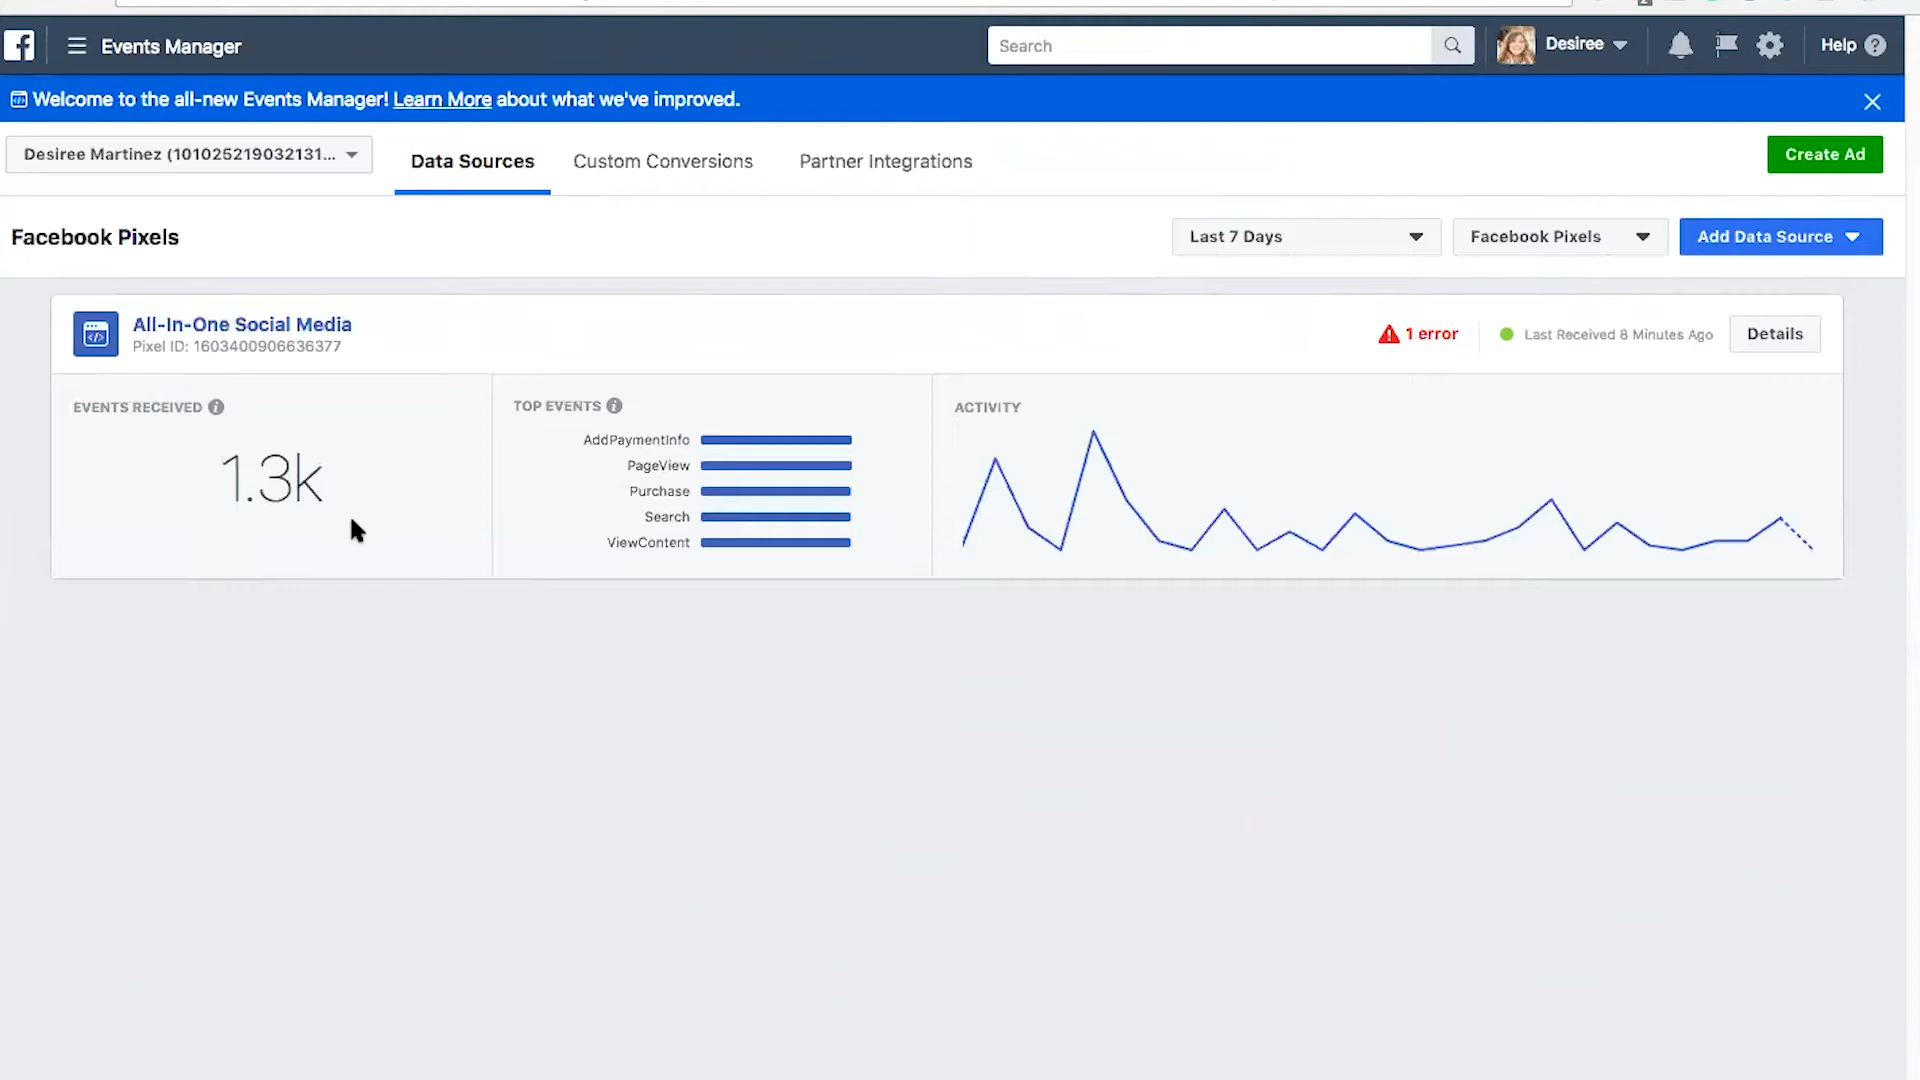 Events Manager
Search
Desiree
Help
Welcome to the all-new Events Manager! Learn More about what we've improved.
Desiree Martinez (101025219032131...
Data Sources
Custom Conversions
Partner Integrations
Create Ad
Facebook Pixels
Last 7 Days
Facebook Pixels
Add Data Source
All-In-One Social Media
Pixel ID: 1603400906636377
1 error
Last Received 8 Minutes Ago
Details
EVENTS RECEIVED
1.3k
TOP EVENTS
AddPaymentInfo
PageView
Purchase
Search
ViewContent
ACTIVITY